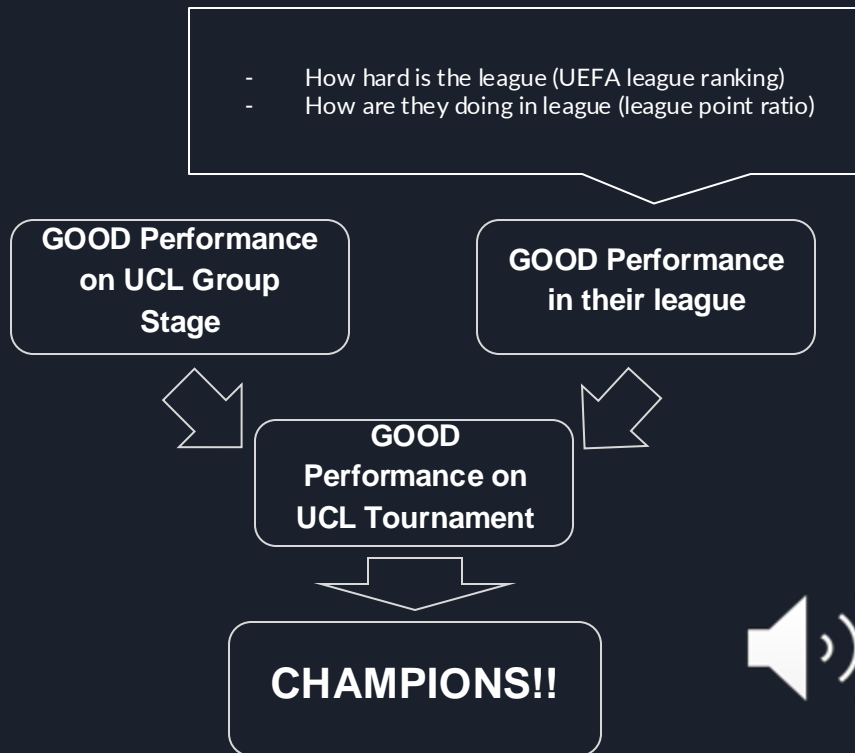 - How hard is the league (UEFA league ranking)
- How are they doing in league (league point ratio)
GOOD Performance
on UCL Group
Stage
GOOD Performance
in their league
GOOD
Performance on
UCL Tournament
CHAMPIONS!!